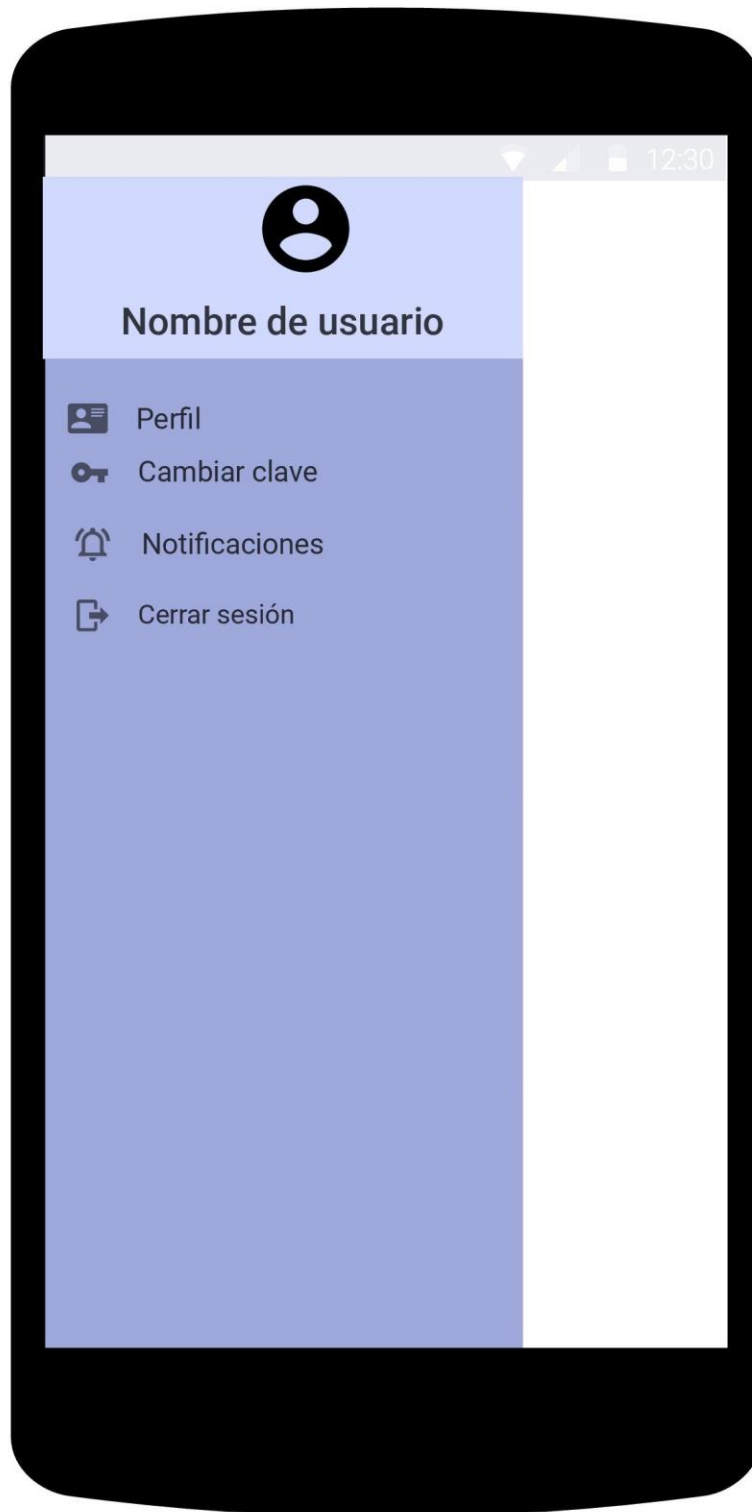 12:30
Nombre de usuario
Perfil
Cambiar clave
Notificaciones
Cerrar sesión